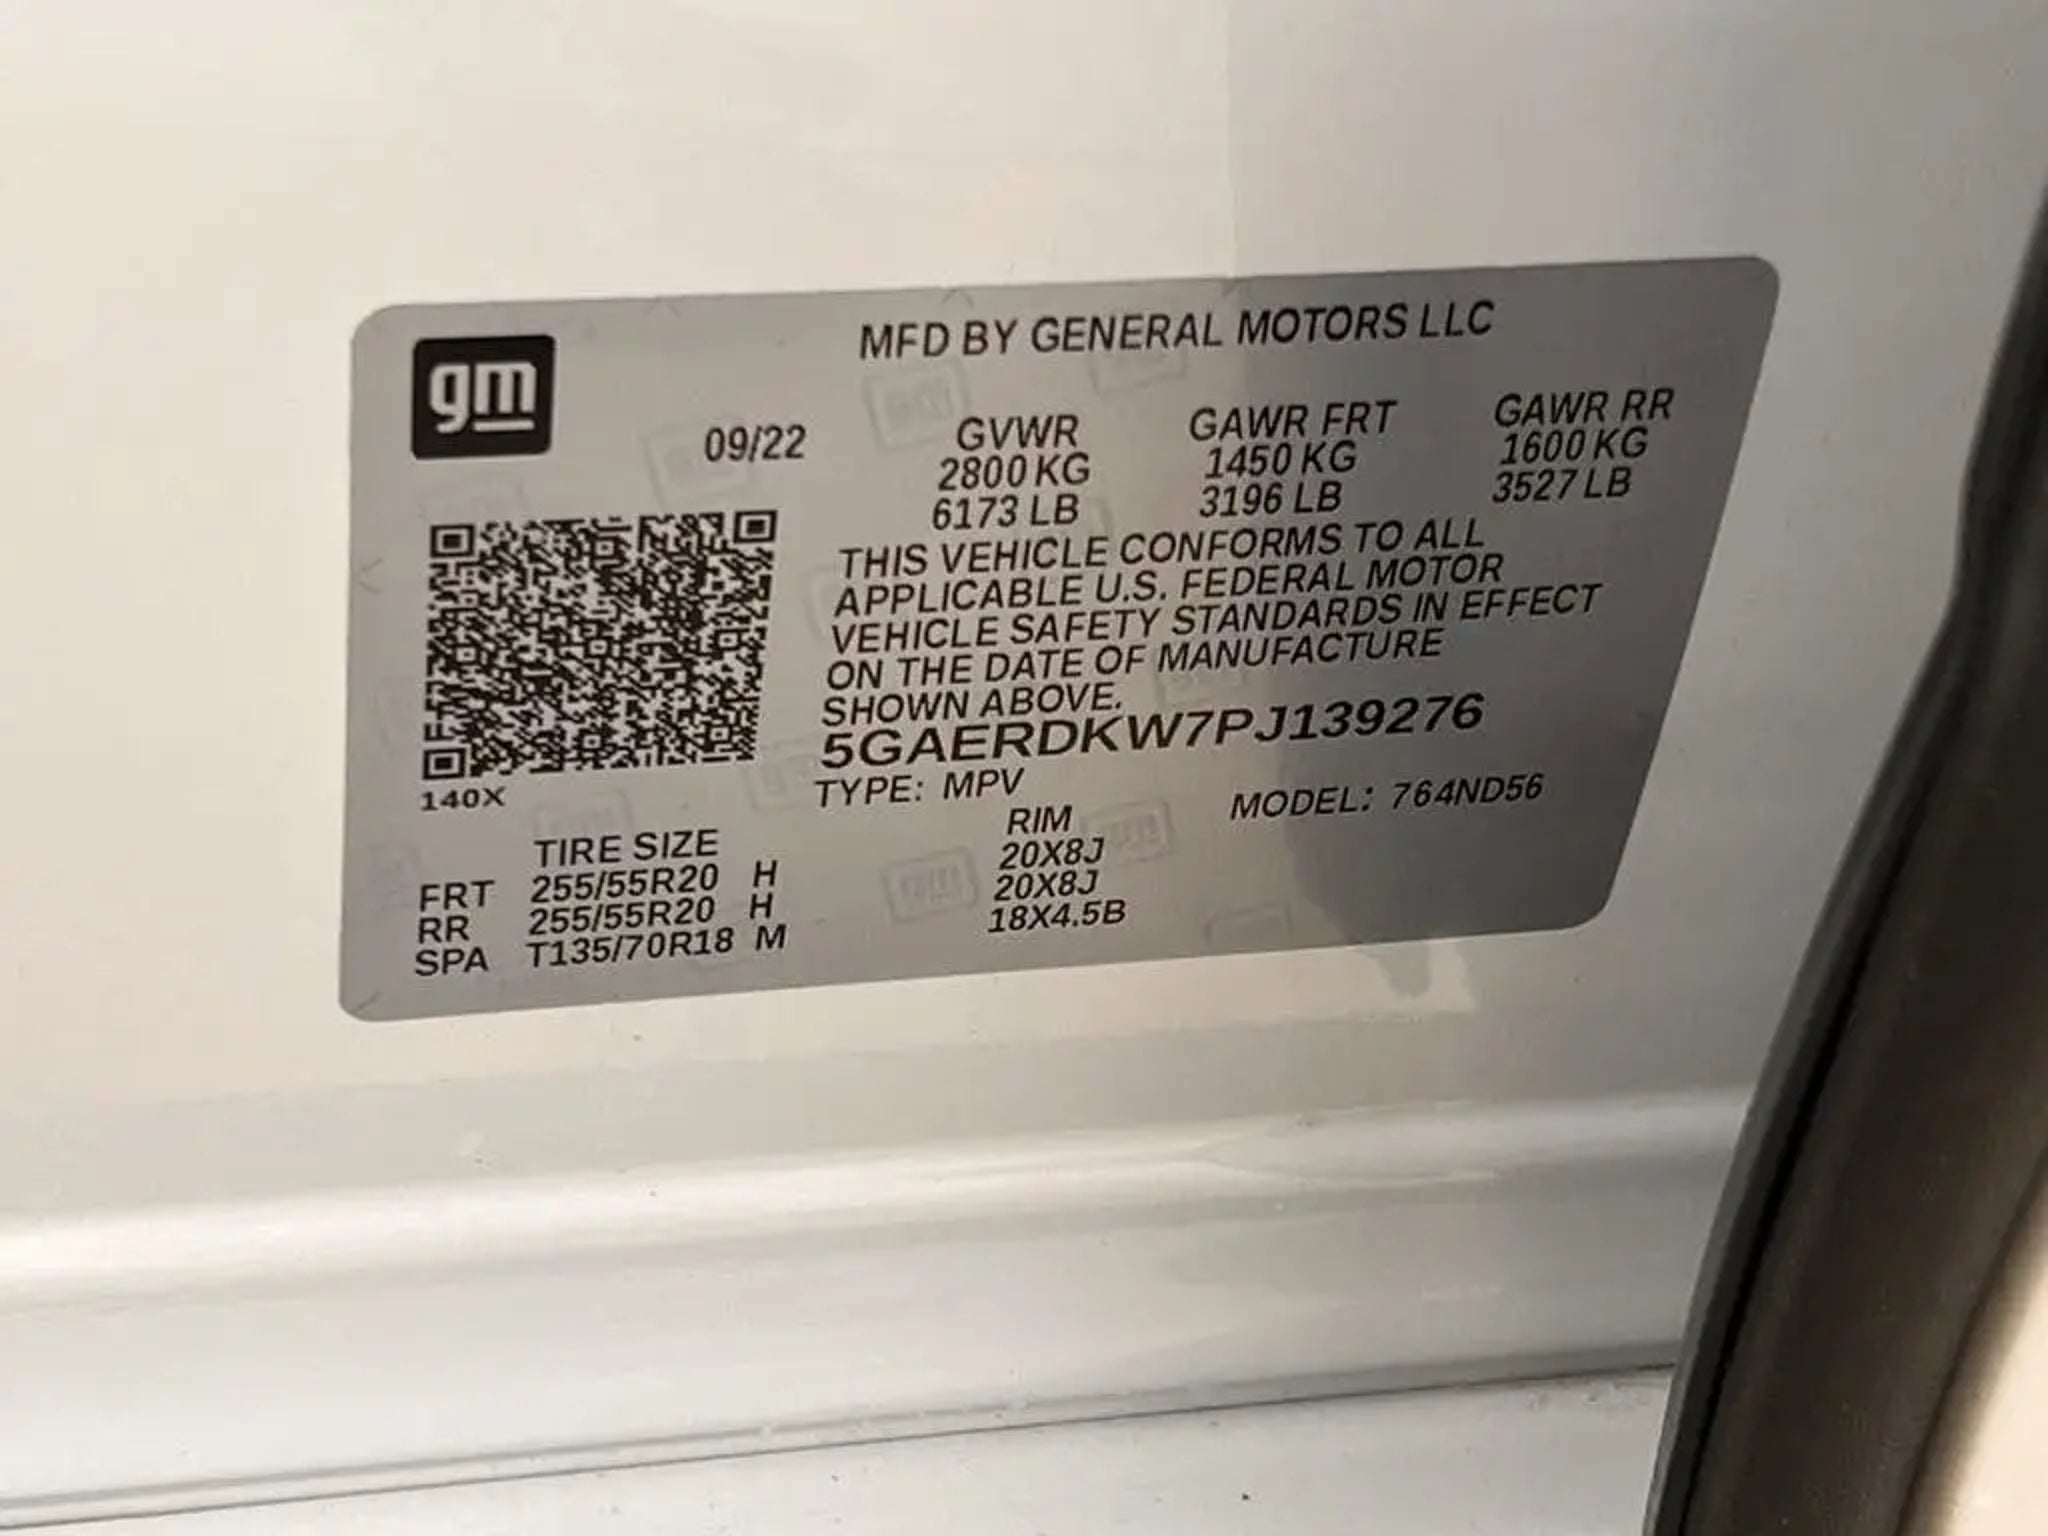 gm
MFD BY GENERAL MOTORS LLC
09/22 GVWR GAWR FRT GAWR RR
2800 KG 1450 KG 1600 KG
6173 LB 3196 LB 3527 LB
THIS VEHICLE CONFORMS TO ALL
APPLICABLE U.S. FEDERAL MOTOR
VEHICLE SAFETY STANDARDS IN EFFECT
ON THE DATE OF MANUFACTURE
SHOWN ABOVE.
5GAERDKW7PJ139276
140X
TYPE: MPV MODEL: 764ND56
TIRE SIZE RIM
FRT 255/55R20 H 20X8J
RR 255/55R20 H 20X8J
SPA T135/70R18 M 18X4.5B